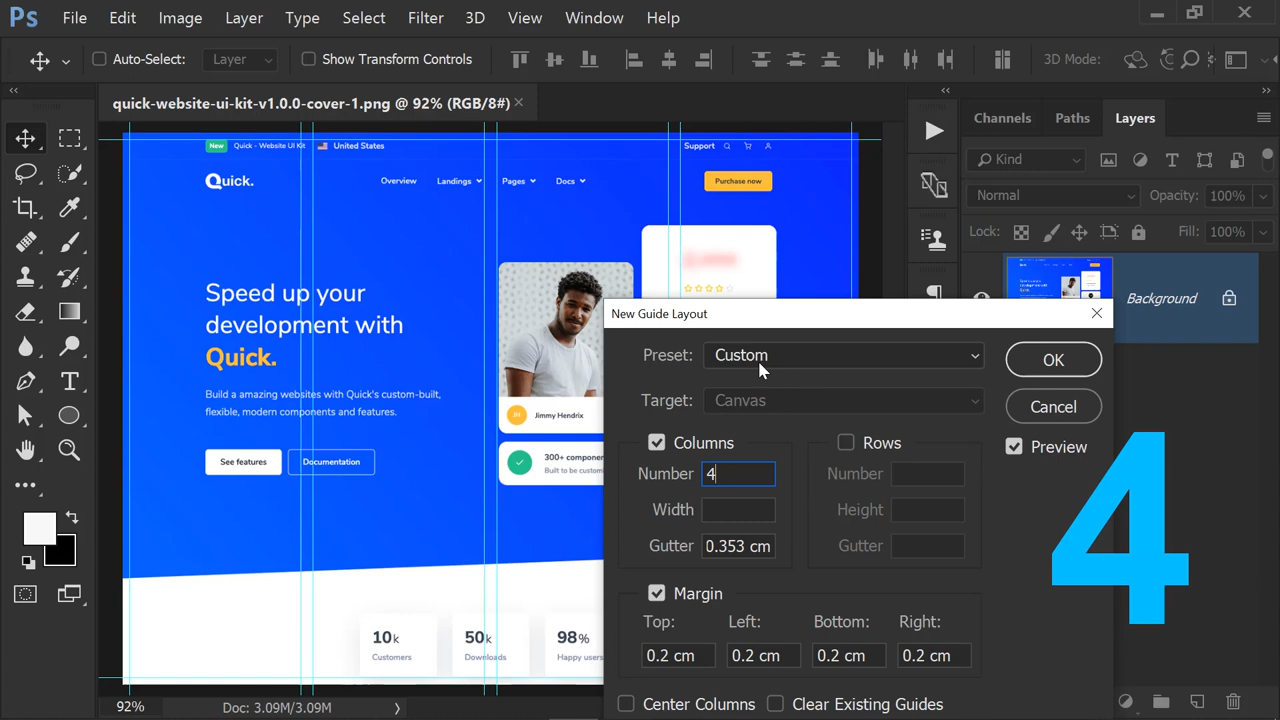 Ps File Edit Image Layer Type Select Filter 3D View Window Help
Auto-Select: Layer Show Transform Controls 3D Mode:
quick-website-ui-kit-v1.0.0-cover-1.png @ 92% (RGB/8#)
New Quick - Website UI Kit United States Support
Quick. Overview Landings Pages Docs Purchase now
Speed up your
development with
Quick.
Build a amazing websites with Quick's custom-built,
flexible, modern components and features.
See features Documentation
JH Jimmy Hendrix
300+ compone
Built to be custom
10k 50k 98%
Customers Downloads Happy users
92% Doc: 3.09M/3.09M
Channels Paths Layers
Kind
Normal Opacity: 100%
Lock: Fill: 100%
Background
New Guide Layout
Preset: Custom OK
Target: Canvas Cancel
Columns Rows Preview
Number 4 Number
Width Height
Gutter 0.353 cm Gutter
Margin
Top: Left: Bottom: Right:
0.2 cm 0.2 cm 0.2 cm 0.2 cm
Center Columns Clear Existing Guides
4